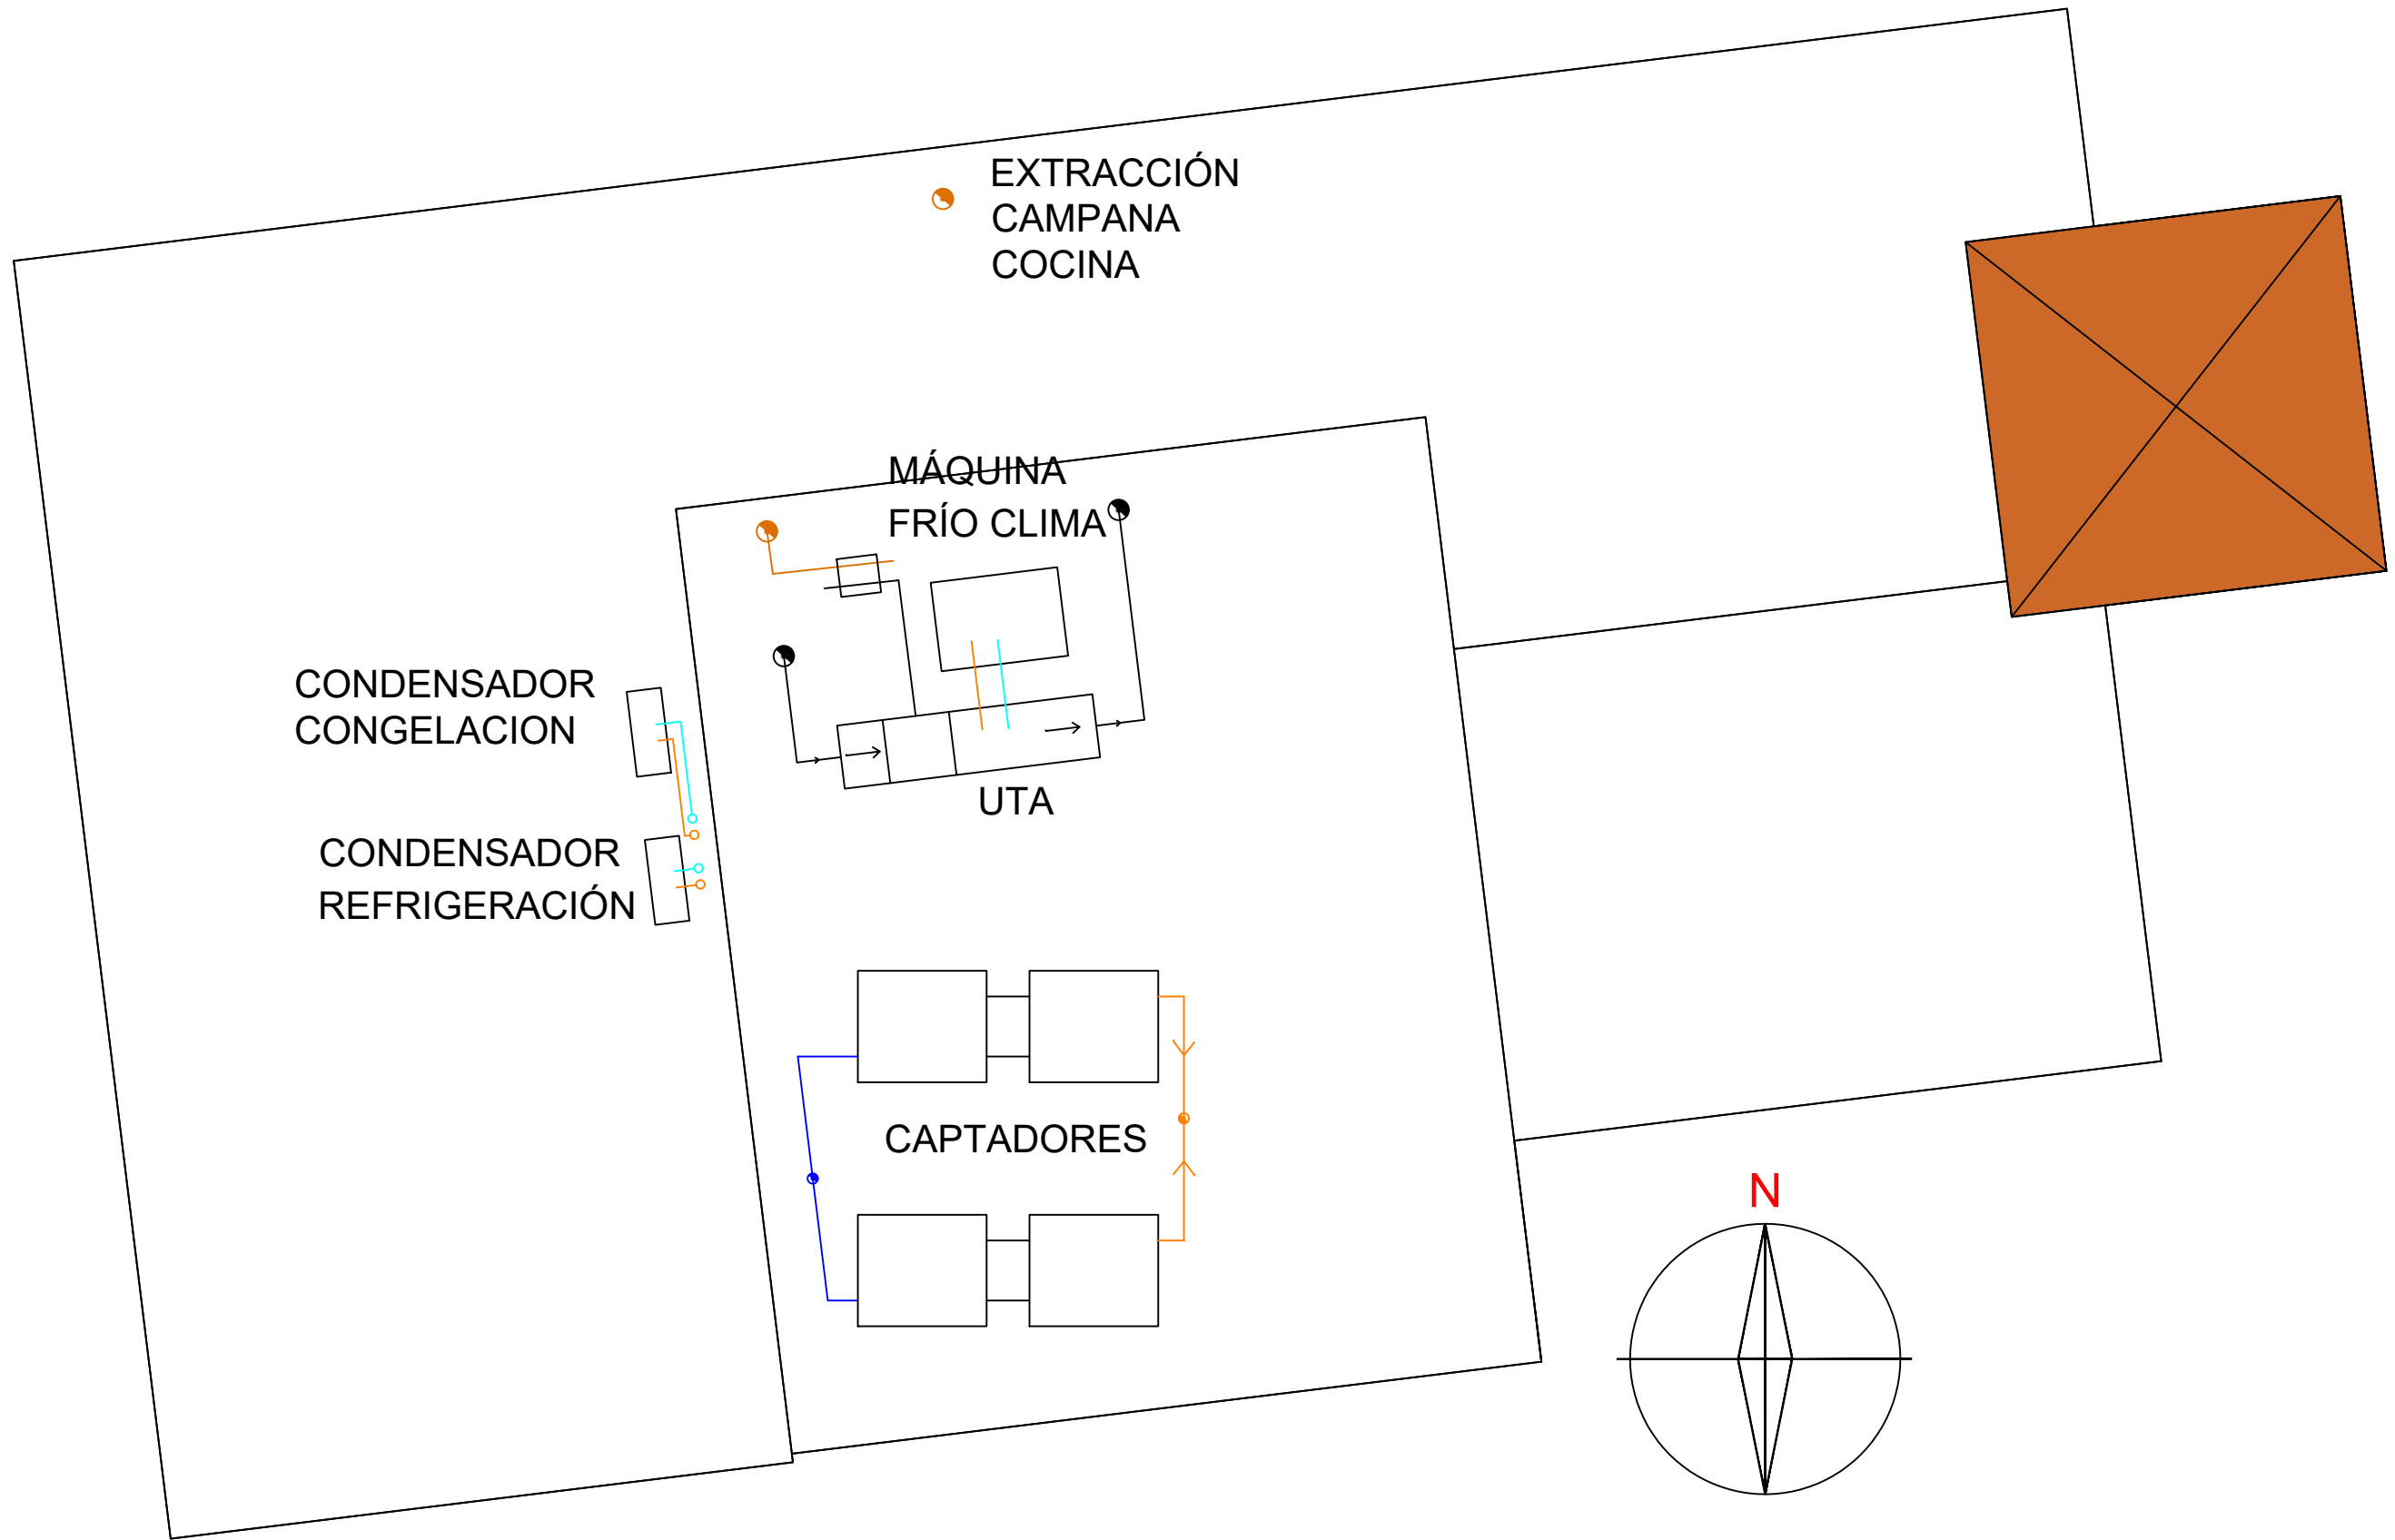 EXTRACCIÓN
CAMPANA
COCINA
MÁQUINA
FRÍO CLIMA
CONDENSADOR
CONGELACION
UTA
CONDENSADOR
REFRIGERACIÓN
CAPTADORES
N